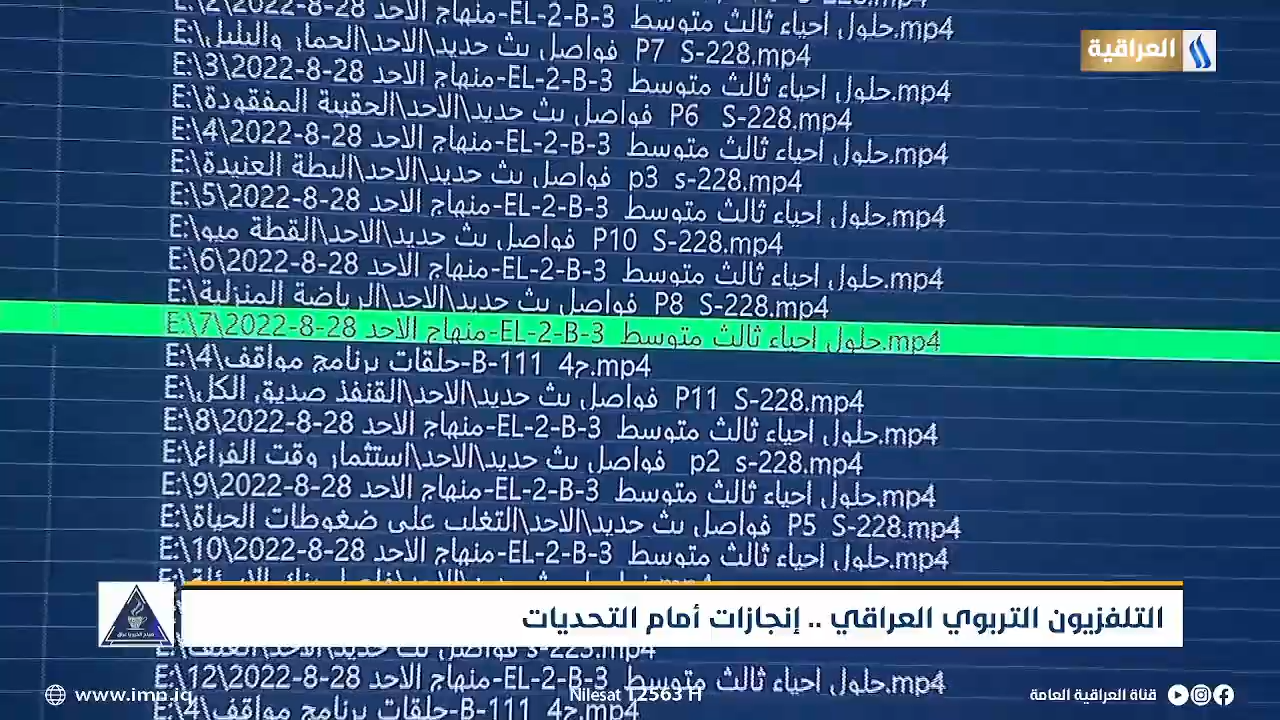 E:\2\2022-8-28 منهاج الاحد-EL-2-B-3 حلول احياء ثالث متوسط.mp4
E:\فواصل بث جديد\الاحد\الحمار والبلبل P7 S-228.mp4
E:\3\2022-8-28 منهاج الاحد-EL-2-B-3 حلول احياء ثالث متوسط.mp4
E:\فواصل بث جديد\الاحد\الحقيبة المفقودة P6 S-228.mp4
E:\4\2022-8-28 منهاج الاحد-EL-2-B-3 حلول احياء ثالث متوسط.mp4
E:\فواصل بث جديد\الاحد\البطة العنيدة p3 s-228.mp4
E:\5\2022-8-28 منهاج الاحد-EL-2-B-3 حلول احياء ثالث متوسط.mp4
E:\فواصل بث جديد\الاحد\القطة ميو P10 S-228.mp4
E:\6\2022-8-28 منهاج الاحد-EL-2-B-3 حلول احياء ثالث متوسط.mp4
E:\فواصل بث جديد\الاحد\الرياضة المنزلية P8 S-228.mp4
E:\7\2022-8-28 منهاج الاحد-EL-2-B-3 حلول احياء ثالث متوسط.mp4
E:\4\حلقات برنامج مواقف-B-111 ح4.mp4
E:\فواصل بث جديد\الاحد\القنفذ صديق الكل P11 S-228.mp4
E:\8\2022-8-28 منهاج الاحد-EL-2-B-3 حلول احياء ثالث متوسط.mp4
E:\فواصل بث جديد\الاحد\استثمار وقت الفراغ p2 s-228.mp4
E:\9\2022-8-28 منهاج الاحد-EL-2-B-3 حلول احياء ثالث متوسط.mp4
E:\فواصل بث جديد\الاحد\التغلب على ضغوطات الحياة P5 S-228.mp4
E:\10\2022-8-28 منهاج الاحد-EL-2-B-3 حلول احياء ثالث متوسط.mp4
E:\12\2022-8-28 منهاج الاحد-EL-2-B-3 حلول احياء ثالث متوسط.mp4
E:\4\حلقات برنامج مواقف-B-111 ح4.mp4
العراقية
التلفزيون التربوي العراقي .. إنجازات أمام التحديات
www.imn.iq
Nilesat 12563 H
قناة العراقية العامة